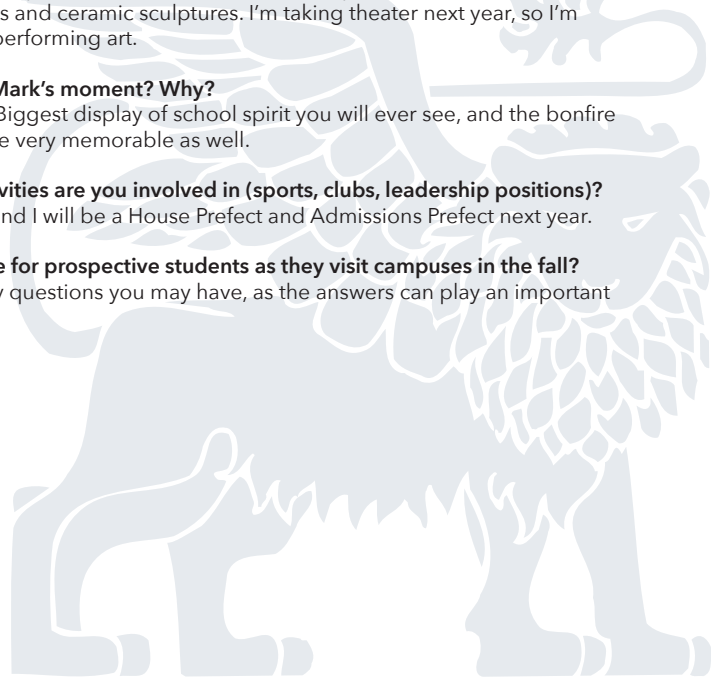 s and ceramic sculptures. I’m taking theater next year, so I’m
performing art.
Mark’s moment? Why?
Biggest display of school spirit you will ever see, and the bonfire
e very memorable as well.
vities are you involved in (sports, clubs, leadership positions)?
nd I will be a House Prefect and Admissions Prefect next year.
e for prospective students as they visit campuses in the fall?
y questions you may have, as the answers can play an important